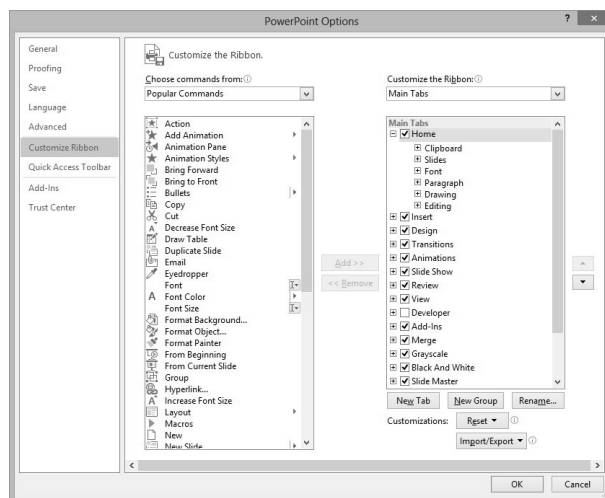 PowerPoint Options
General
Proofing
Save
Language
Advanced
Customize Ribbon
Quick Access Toolbar
Add-Ins
Trust Center
Customize the Ribbon.
Choose commands from:
Popular Commands
Action
Add Animation
Animation Pane
Animation Styles
Bring Forward
Bring to Front
Bullets
Copy
Cut
Decrease Font Size
Draw Table
Duplicate Slide
Email
Eyedropper
Font
Font Color
Font Size
Format Background...
Format Object...
Format Painter
From Beginning
From Current Slide
Group
Hyperlink...
Increase Font Size
Layout
Macros
New
New Slide
Add >>
<< Remove
Customize the Ribbon:
Main Tabs
Main Tabs
Home
Clipboard
Slides
Font
Paragraph
Drawing
Editing
Insert
Design
Transitions
Animations
Slide Show
Review
View
Developer
Add-Ins
Merge
Grayscale
Black And White
Slide Master
New Tab
New Group
Rename...
Customizations:
Reset
Import/Export
OK
Cancel